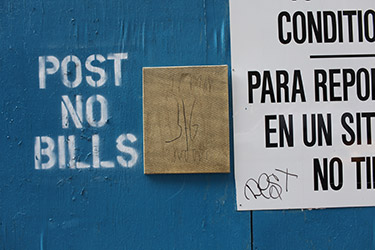 POST
NO
BILLS
CONDITIO
PARA REPO
EN UN SIT
NO TI